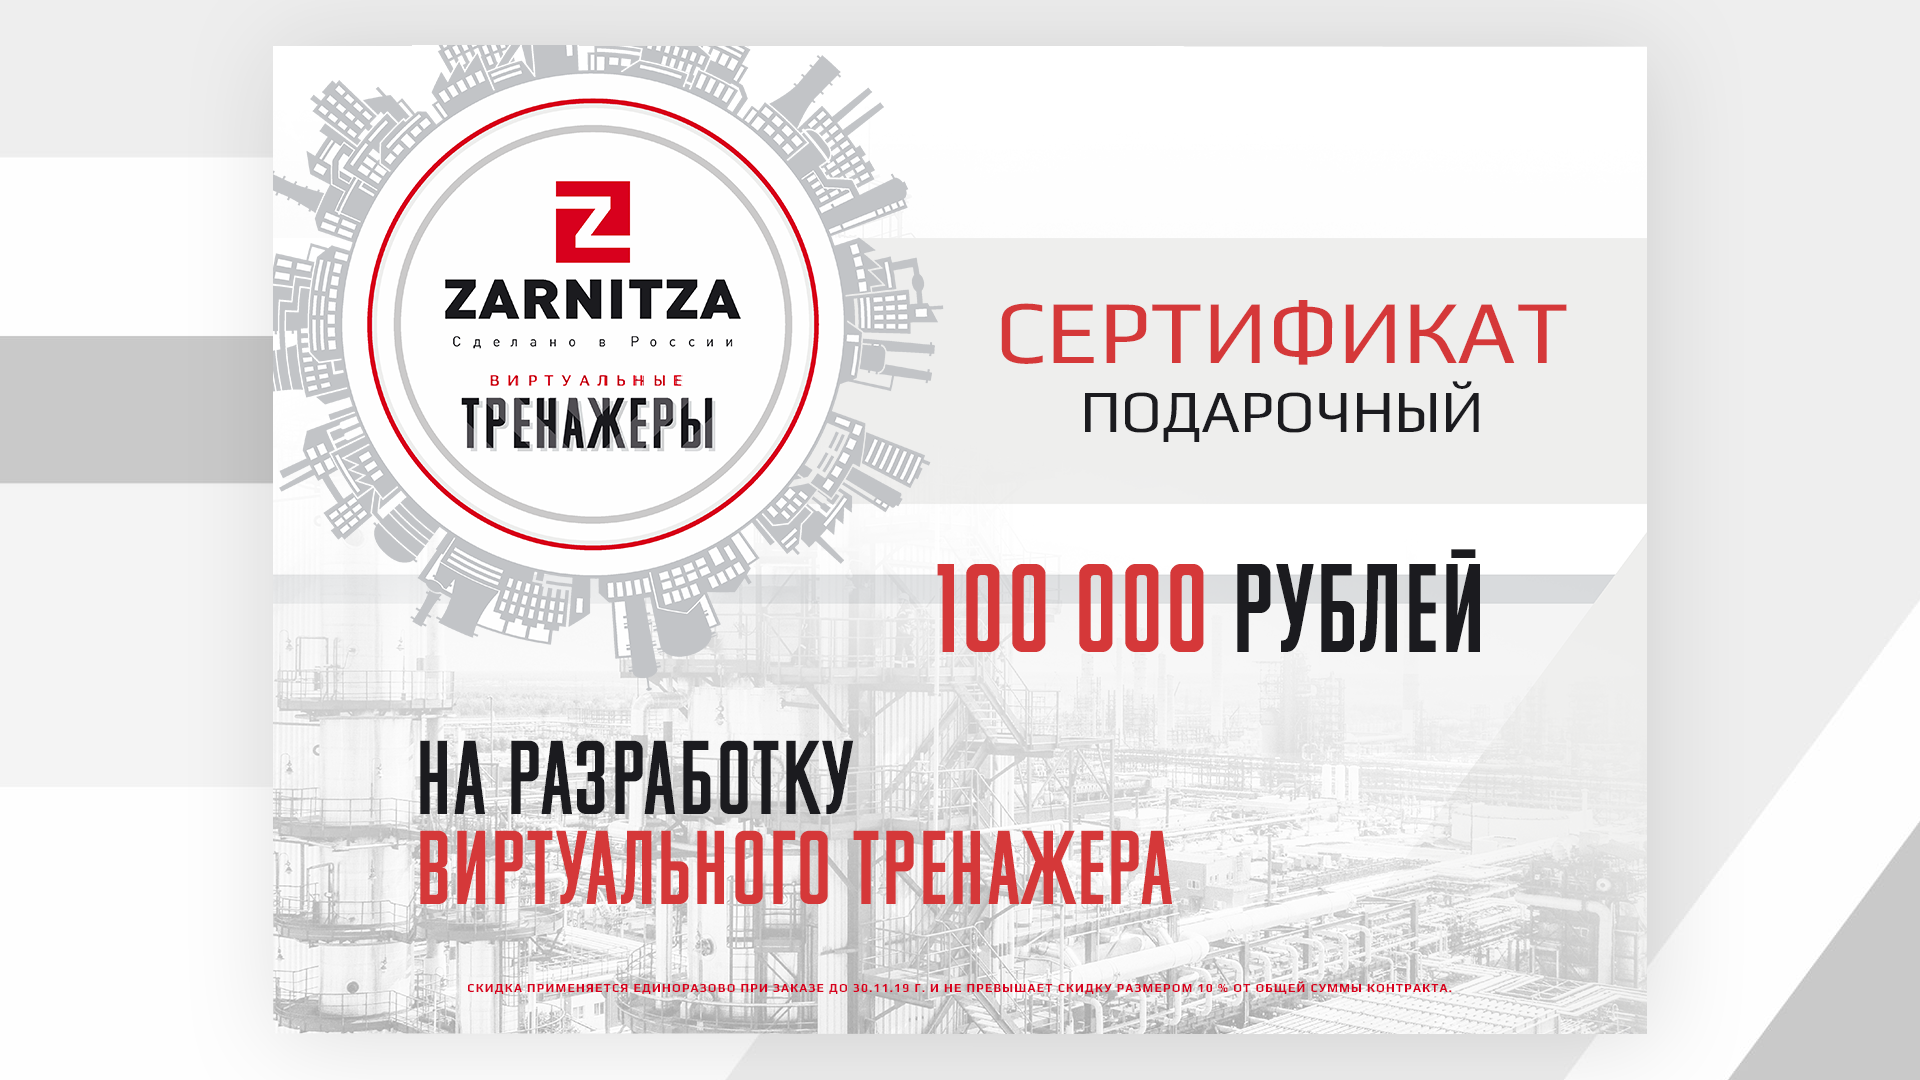 Z
ZARNITZA
Сделано в России
ВИРТУАЛЬНЫЕ
ТРЕНАЖЕРЫ
СЕРТИФИКАТ
ПОДАРОЧНЫЙ
100 000 РУБЛЕЙ
НА РАЗРАБОТКУ
ВИРТУАЛЬНОГО ТРЕНАЖЕРА
СКИДКА ПРИМЕНЯЕТСЯ ЕДИНОРАЗОВО ПРИ ЗАКАЗЕ ДО 30.11.19 Г. И НЕ ПРЕВЫШАЕТ СКИДКУ РАЗМЕРОМ 10 % ОТ ОБЩЕЙ СУММЫ КОНТРАКТА.